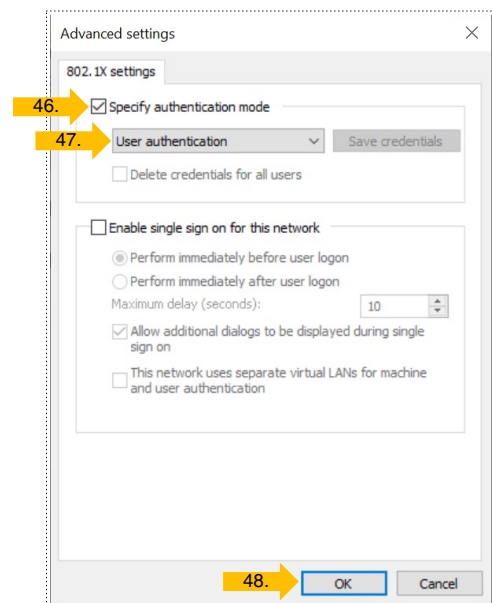 Advanced settings
802.1X settings
46. Specify authentication mode
47. User authentication Save credentials
Delete credentials for all users
Enable single sign on for this network
Perform immediately before user logon
Perform immediately after user logon
Maximum delay (seconds): 10
Allow additional dialogs to be displayed during single
sign on
This network uses separate virtual LANs for machine
and user authentication
48. OK Cancel